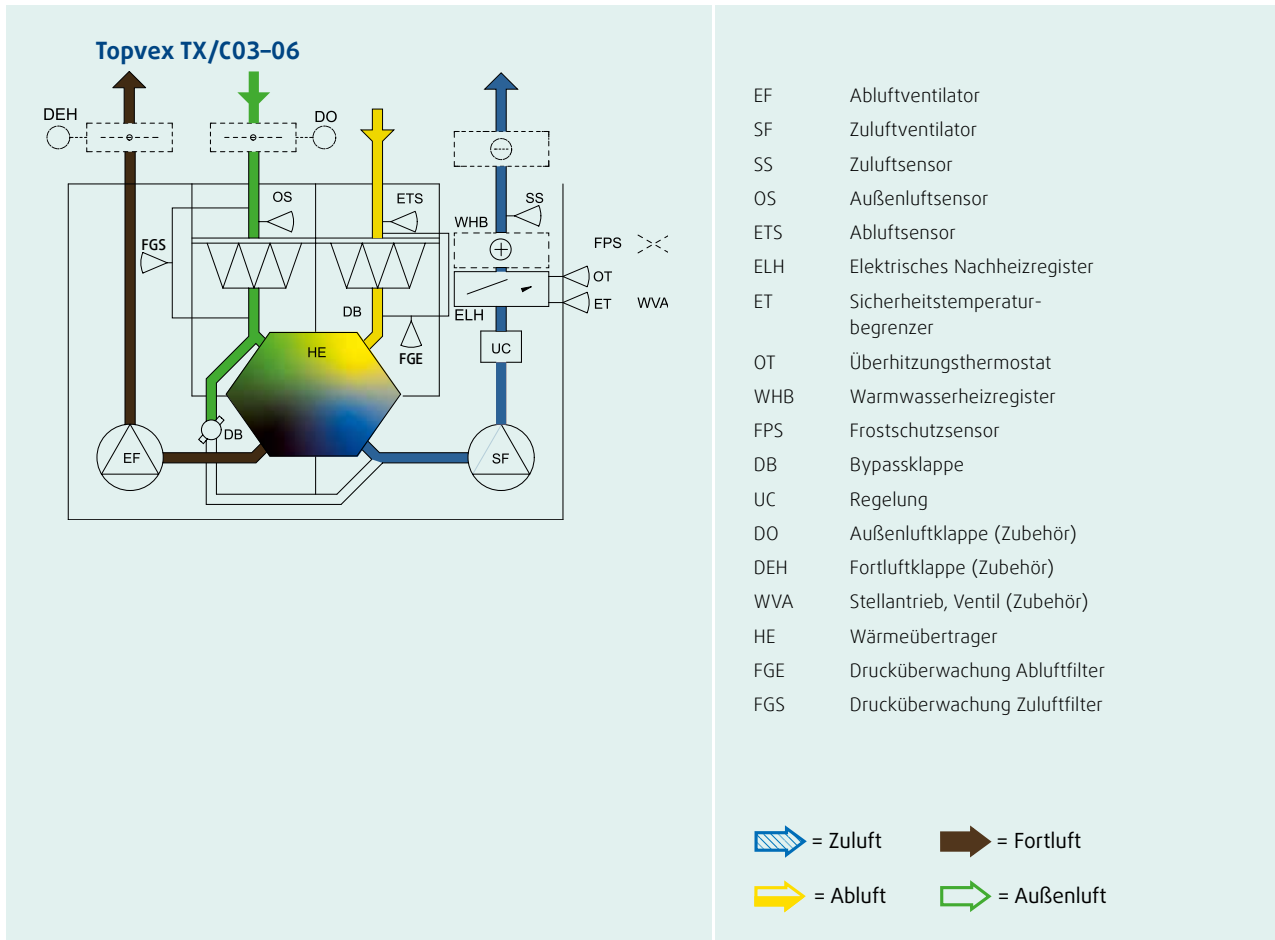 Topvex TX/C03–06
DEH
DO
OS
ETS
SS
WHB
FGS
FPS
OT
ET
WVA
ELH
DB
HE
FGE
UC
DB
EF
SF
EF Abluftventilator
SF Zuluftventilator
SS Zuluftsensor
OS Außenluftsensor
ETS Abluftsensor
ELH Elektrisches Nachheizregister
ET Sicherheitstemperatur-
begrenzer
OT Überhitzungsthermostat
WHB Warmwasserheizregister
FPS Frostschutzsensor
DB Bypassklappe
UC Regelung
DO Außenluftklappe (Zubehör)
DEH Fortluftklappe (Zubehör)
WVA Stellantrieb, Ventil (Zubehör)
HE Wärmeübertrager
FGE Drucküberwachung Abluftfilter
FGS Drucküberwachung Zuluftfilter
= Zuluft
= Fortluft
= Abluft
= Außenluft